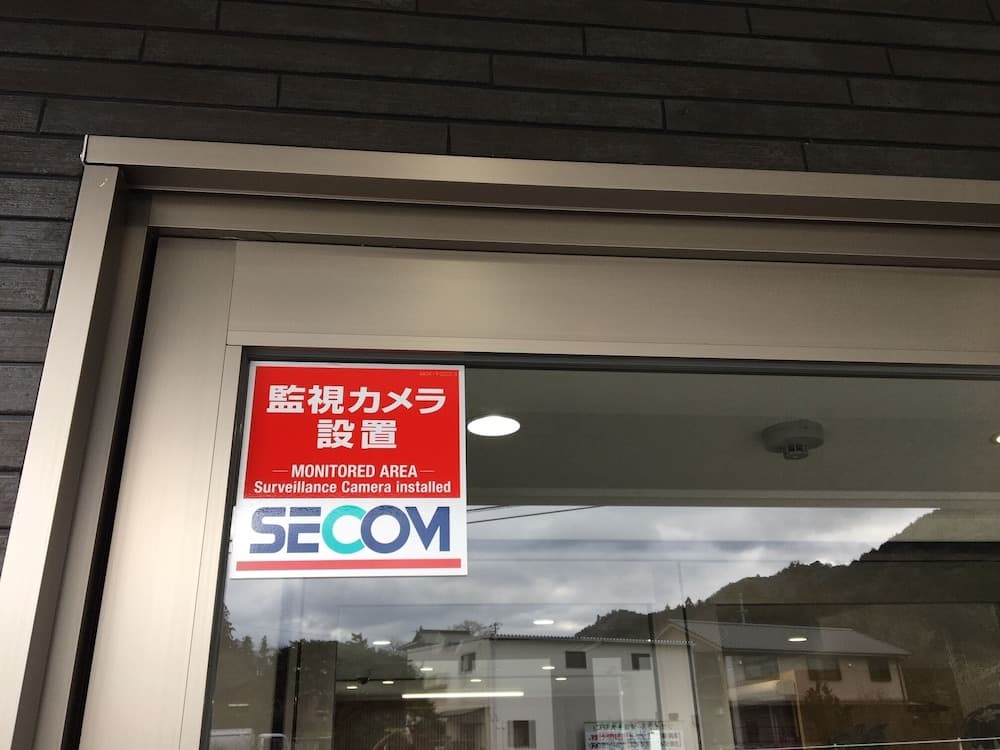 監視カメラ
設置
MONITORED AREA
Surveillance Camera installed
SECOM